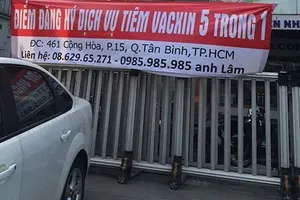 ĐIỂM ĐĂNG KÝ DỊCH VỤ TIÊM VACXIN 5 TRONG 1
ĐC: 461 Cộng Hòa, P.15, Q.Tân Bình,TP.HCM
Liên hệ: 08.629.65.271 - 0985.985.985 anh Lâm